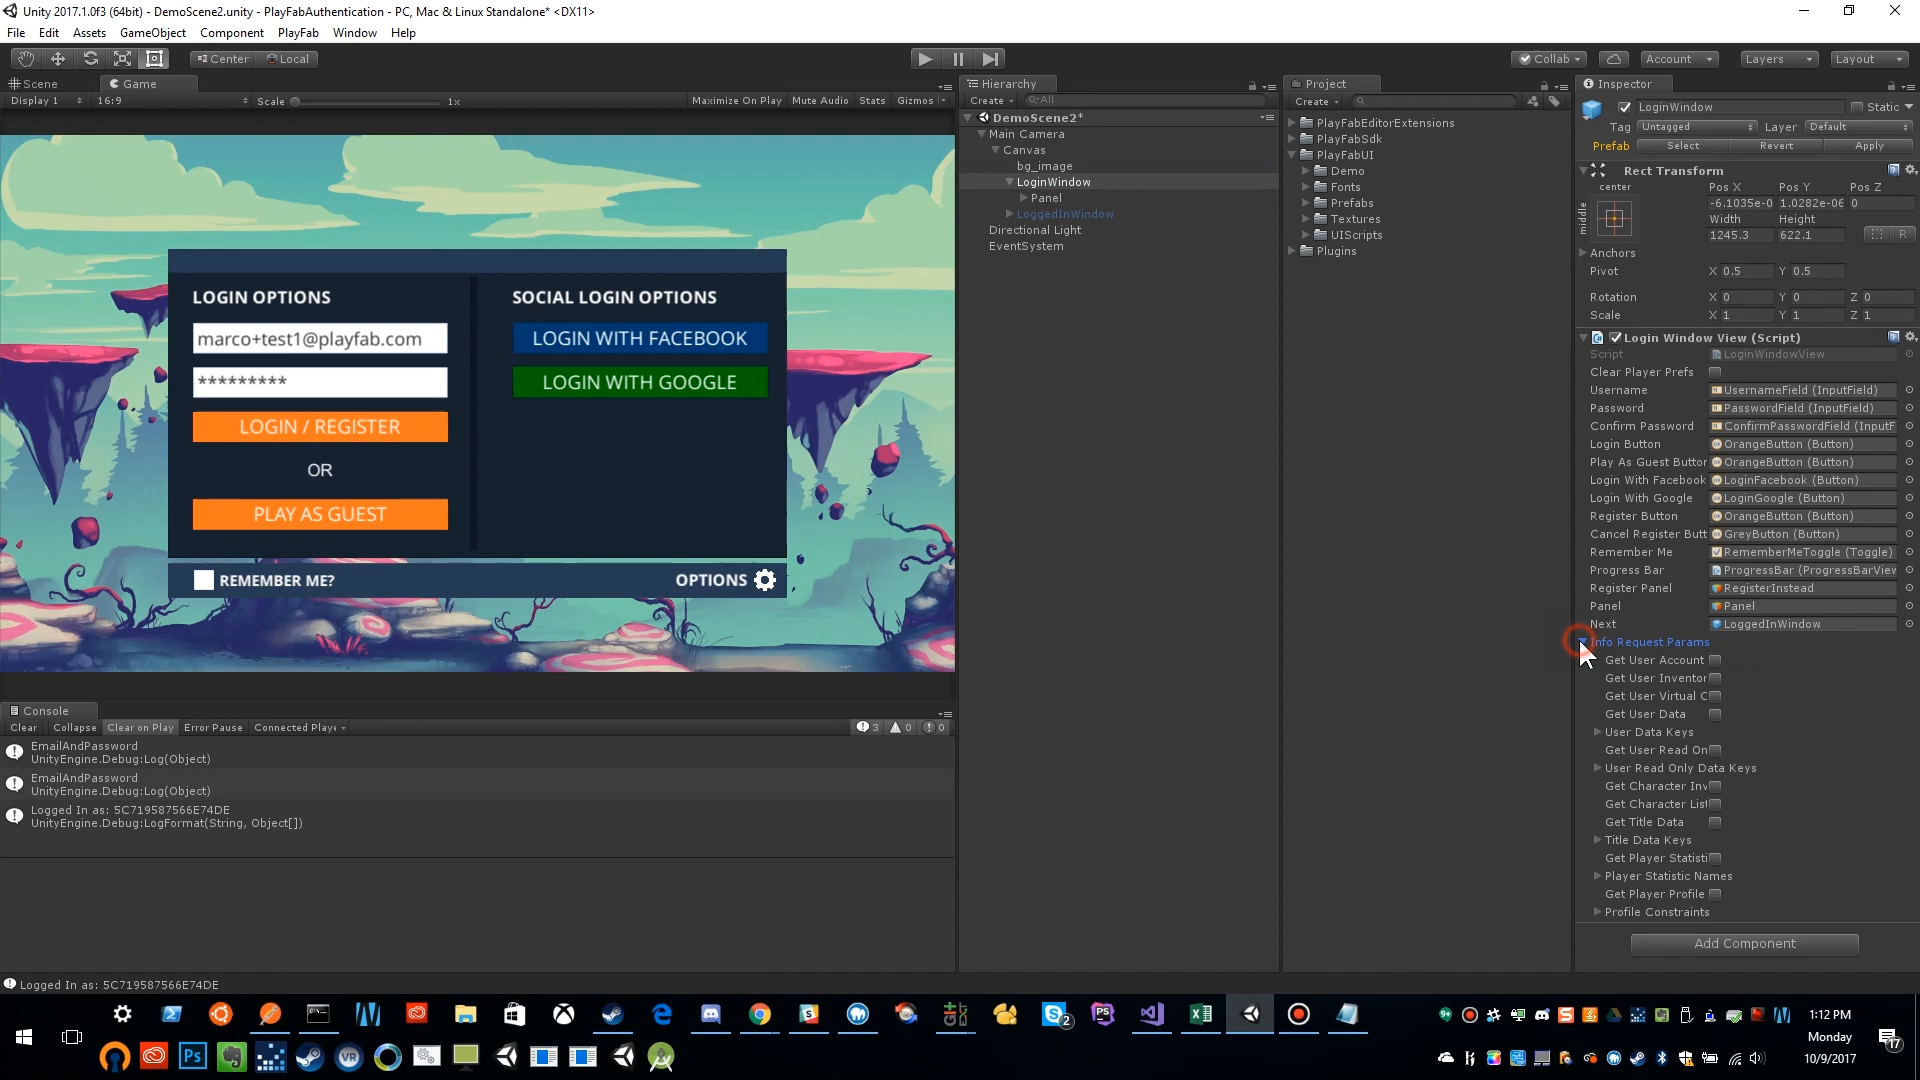 Unity 2017.1.0f3 (64bit) - DemoScene2.unity - PlayFabAuthentication - PC, Mac & Linux Standalone* <DX11>
File Edit Assets GameObject Component PlayFab Window Help
Center Local Collab Account Layers Layout
Scene Game
Display 1 16:9 Scale 1x Maximize On Play Mute Audio Stats Gizmos
LOGIN OPTIONS
marco+test1@playfab.com
*********
LOGIN / REGISTER
OR
PLAY AS GUEST
SOCIAL LOGIN OPTIONS
LOGIN WITH FACEBOOK
LOGIN WITH GOOGLE
REMEMBER ME? OPTIONS
Console
Clear Collapse Clear on Play Error Pause Connected Playe 3 0 0
EmailAndPassword
UnityEngine.Debug:Log(Object)
EmailAndPassword
UnityEngine.Debug:Log(Object)
Logged In as: 5C719587566E74DE
UnityEngine.Debug:LogFormat(String, Object[])
Logged In as: 5C719587566E74DE
Hierarchy
Create All
DemoScene2*
Main Camera
Canvas
bg_image
LoginWindow
Panel
LoggedInWindow
Directional Light
EventSystem
Project
Create
PlayFabEditorExtensions
PlayFabSdk
PlayFabUI
Demo
Fonts
Prefabs
Textures
UIScripts
Plugins
Inspector
LoginWindow Static
Tag Untagged Layer Default
Prefab Select Revert Apply
Rect Transform
center Pos X Pos Y Pos Z
middle -6.1035e-0 1.0282e-06 0
Width Height
1245.3 622.1 R
Anchors
Pivot X 0.5 Y 0.5
Rotation X 0 Y 0 Z 0
Scale X 1 Y 1 Z 1
Login Window View (Script)
Script LoginWindowView
Clear Player Prefs
Username UsernameField (InputField)
Password PasswordField (InputField)
Confirm Password ConfirmPasswordField (InputF
Login Button OrangeButton (Button)
Play As Guest Button OrangeButton (Button)
Login With Facebook LoginFacebook (Button)
Login With Google LoginGoogle (Button)
Register Button OrangeButton (Button)
Cancel Register Butt GreyButton (Button)
Remember Me RememberMeToggle (Toggle)
Progress Bar ProgressBar (ProgressBarView
Register Panel RegisterInstead
Panel Panel
Next LoggedInWindow
Info Request Params
Get User Account
Get User Inventor
Get User Virtual C
Get User Data
User Data Keys
Get User Read On
User Read Only Data Keys
Get Character Inv
Get Character List
Get Title Data
Title Data Keys
Get Player Statisti
Player Statistic Names
Get Player Profile
Profile Constraints
Add Component
1:12 PM
Monday
10/9/2017
17
2
Ps
VR
PS